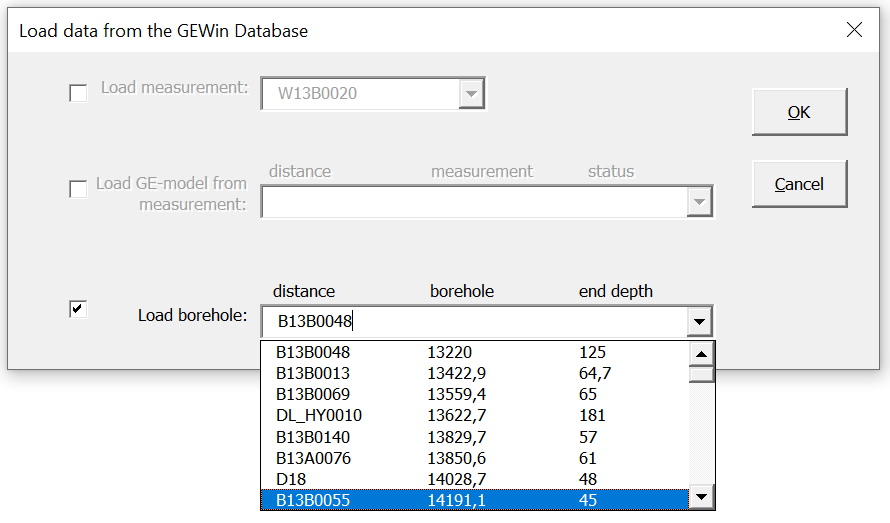 Load data from the GEWin Database
Load measurement: W13B0020
OK
distance measurement status
Load GE-model from
measurement:
Cancel
distance borehole end depth
Load borehole: B13B0048
B13B0048 13220 125
B13B0013 13422,9 64,7
B13B0069 13559,4 65
DL_HY0010 13622,7 181
B13B0140 13829,7 57
B13A0076 13850,6 61
D18 14028,7 48
B13B0055 14191,1 45